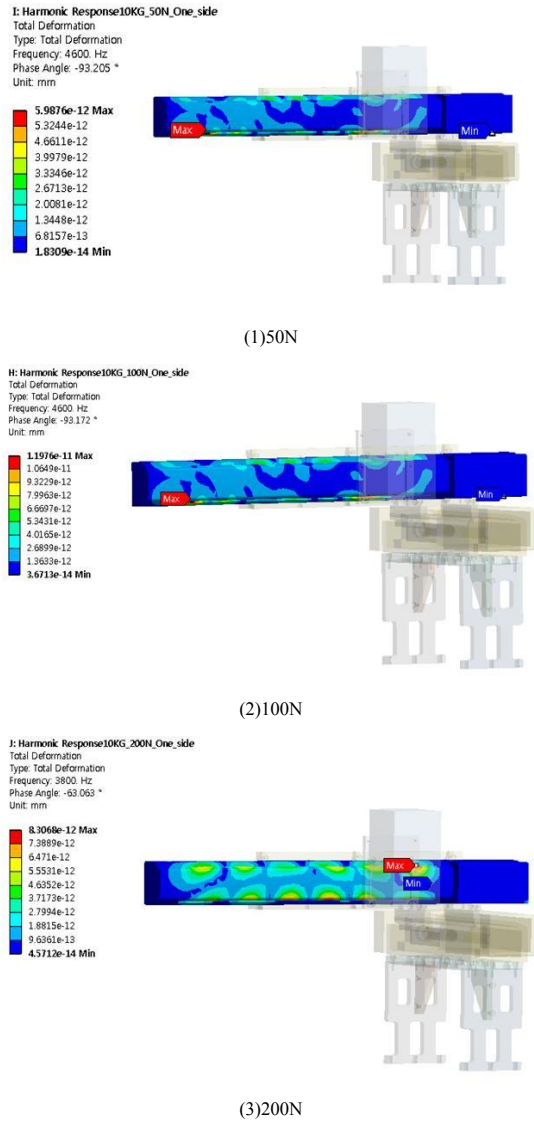 I: Harmonic Response10KG_50N_One_side
Total Deformation
Type: Total Deformation
Frequency: 4600. Hz
Phase Angle: -93.205 °
Unit: mm
5.9876e-12 Max
5.3244e-12
4.6611e-12
3.9979e-12
3.3346e-12
2.6713e-12
2.0081e-12
1.3448e-12
6.8157e-13
1.8309e-14 Min
Max
Min
(1)50N
H: Harmonic Response10KG_100N_One_side
Total Deformation
Type: Total Deformation
Frequency: 4600. Hz
Phase Angle: -93.172 °
Unit: mm
1.1976e-11 Max
1.0649e-11
9.3229e-12
7.9963e-12
6.6697e-12
5.3431e-12
4.0165e-12
2.6899e-12
1.3633e-12
3.6713e-14 Min
Max
Min
(2)100N
J: Harmonic Response10KG_200N_One_side
Total Deformation
Type: Total Deformation
Frequency: 3800. Hz
Phase Angle: -63.063 °
Unit: mm
8.3068e-12 Max
7.3889e-12
6.471e-12
5.5531e-12
4.6352e-12
3.7173e-12
2.7994e-12
1.8815e-12
9.6361e-13
4.5712e-14 Min
Max
Min
(3)200N